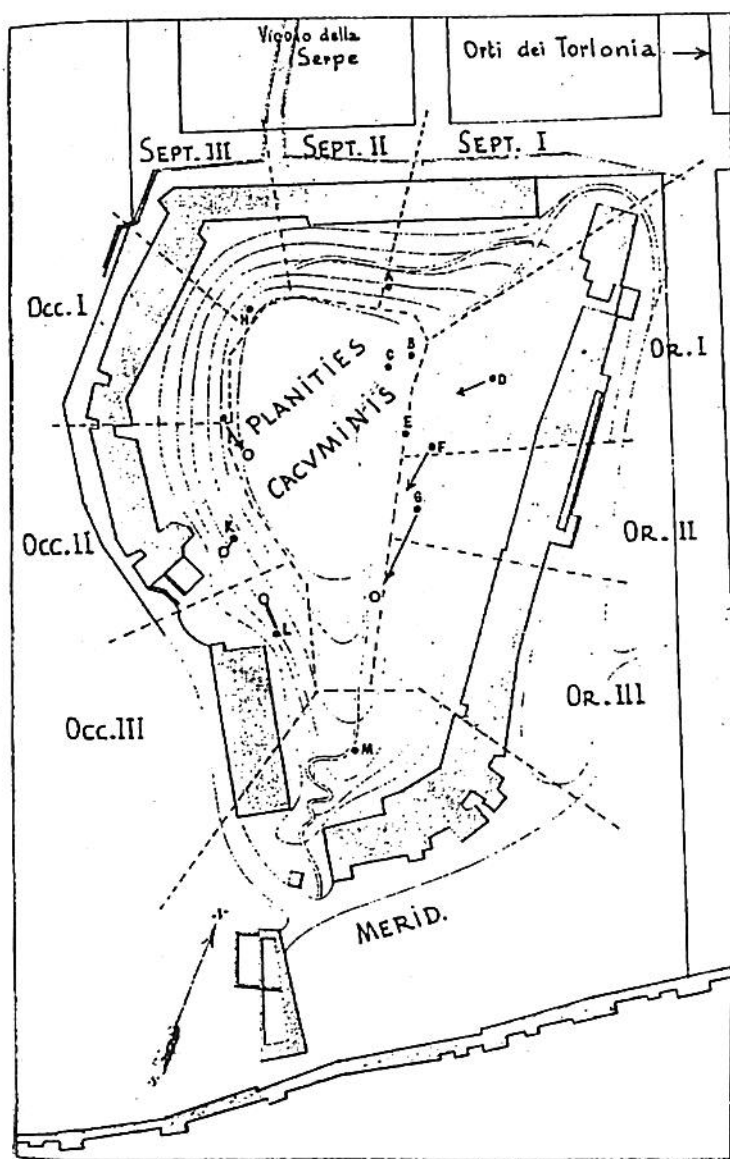 Vicolo della
Serpe
Orti dei Torlonia
SEPT. III
SEPT. II
SEPT. I
Occ. I
Or. I
A
H
B
C
D
PLANITIES
CACVMINIS
E
F
G
K
Occ. II
Or. II
L
Occ. III
Or. III
M
MERID.